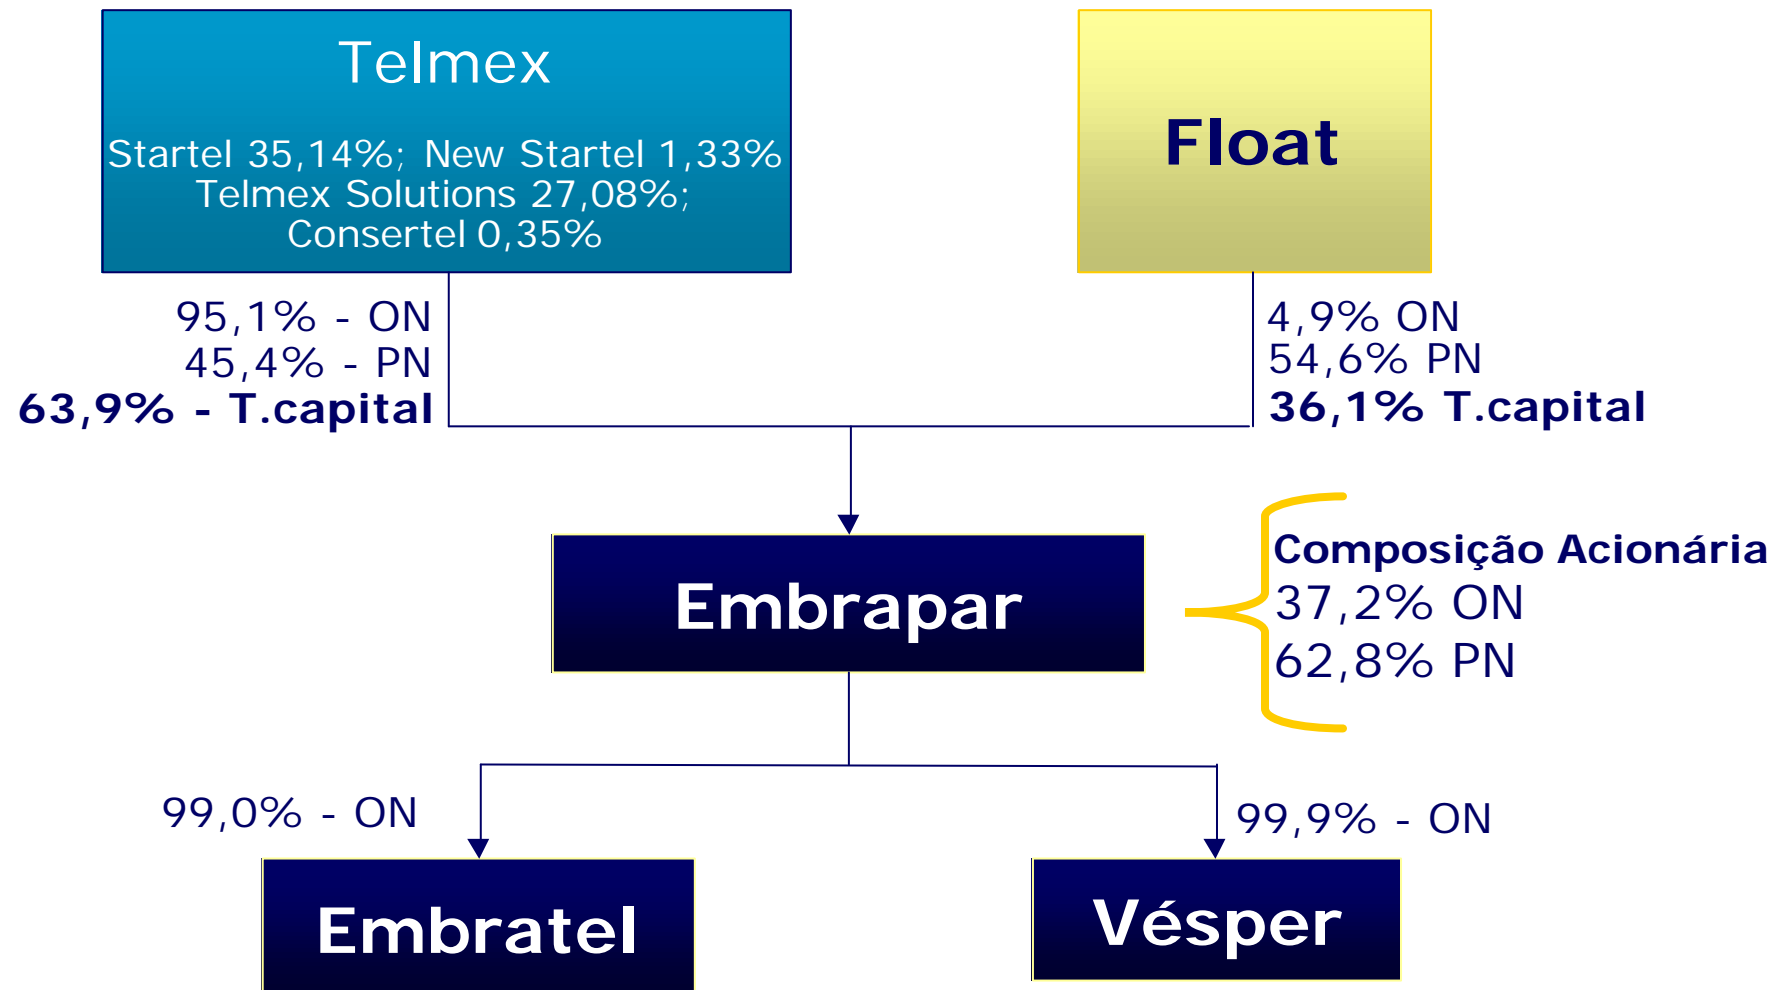 Telmex
Startel 35,14%; New Startel 1,33%
Telmex Solutions 27,08%;
Consertel 0,35%
Float
95,1% - ON
45,4% - PN
63,9% - T.capital
4,9% ON
54,6% PN
36,1% T.capital
Embrapar
Composição Acionária
37,2% ON
62,8% PN
99,0% - ON
99,9% - ON
Embratel
Vésper